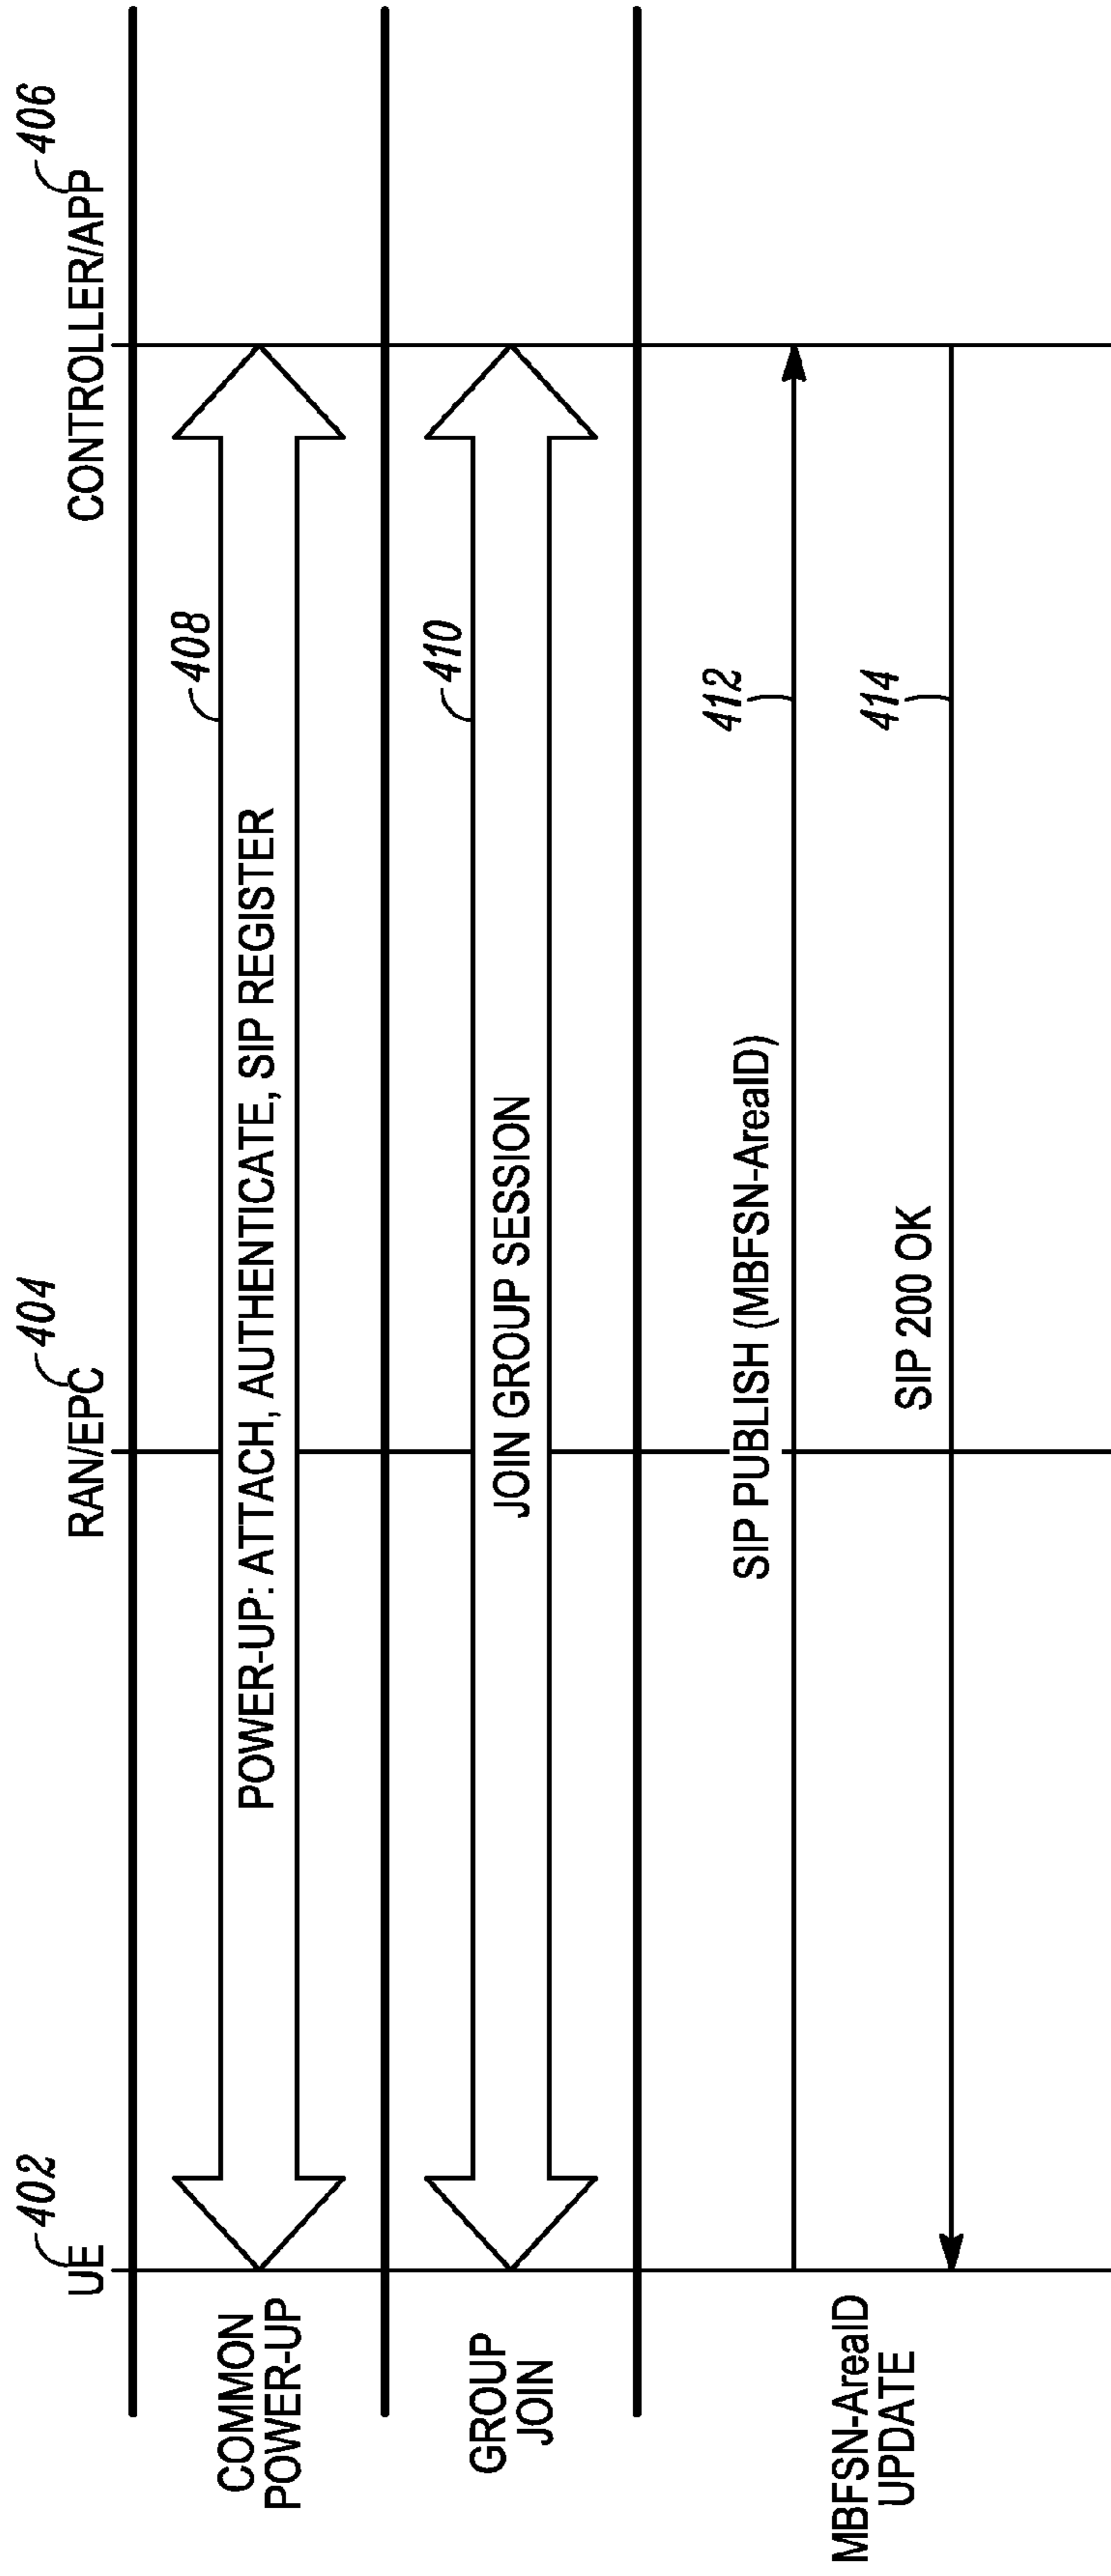 402
UE
404
RAN/EPC
406
CONTROLLER/APP
COMMON
POWER-UP
408
POWER-UP: ATTACH, AUTHENTICATE, SIP REGISTER
GROUP
JOIN
410
JOIN GROUP SESSION
MBFSN-AreaID
UPDATE
SIP PUBLISH (MBFSN-AreaID)
412
SIP 200 OK
414